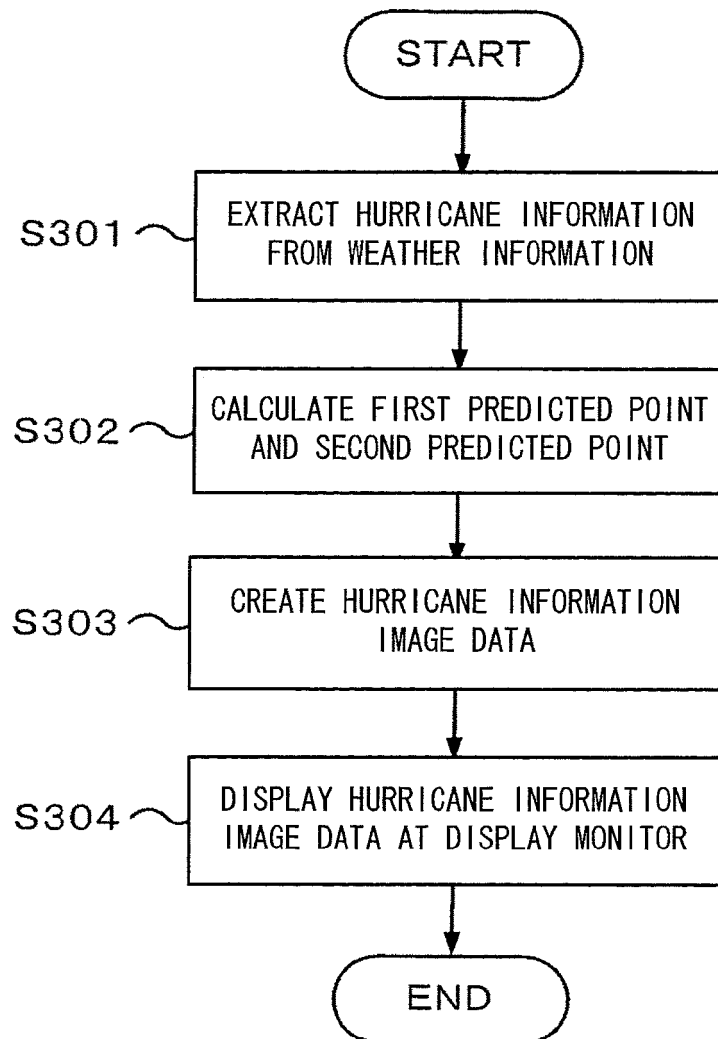 START
S301
EXTRACT HURRICANE INFORMATION
FROM WEATHER INFORMATION
S302
CALCULATE FIRST PREDICTED POINT
AND SECOND PREDICTED POINT
S303
CREATE HURRICANE INFORMATION
IMAGE DATA
S304
DISPLAY HURRICANE INFORMATION
IMAGE DATA AT DISPLAY MONITOR
END